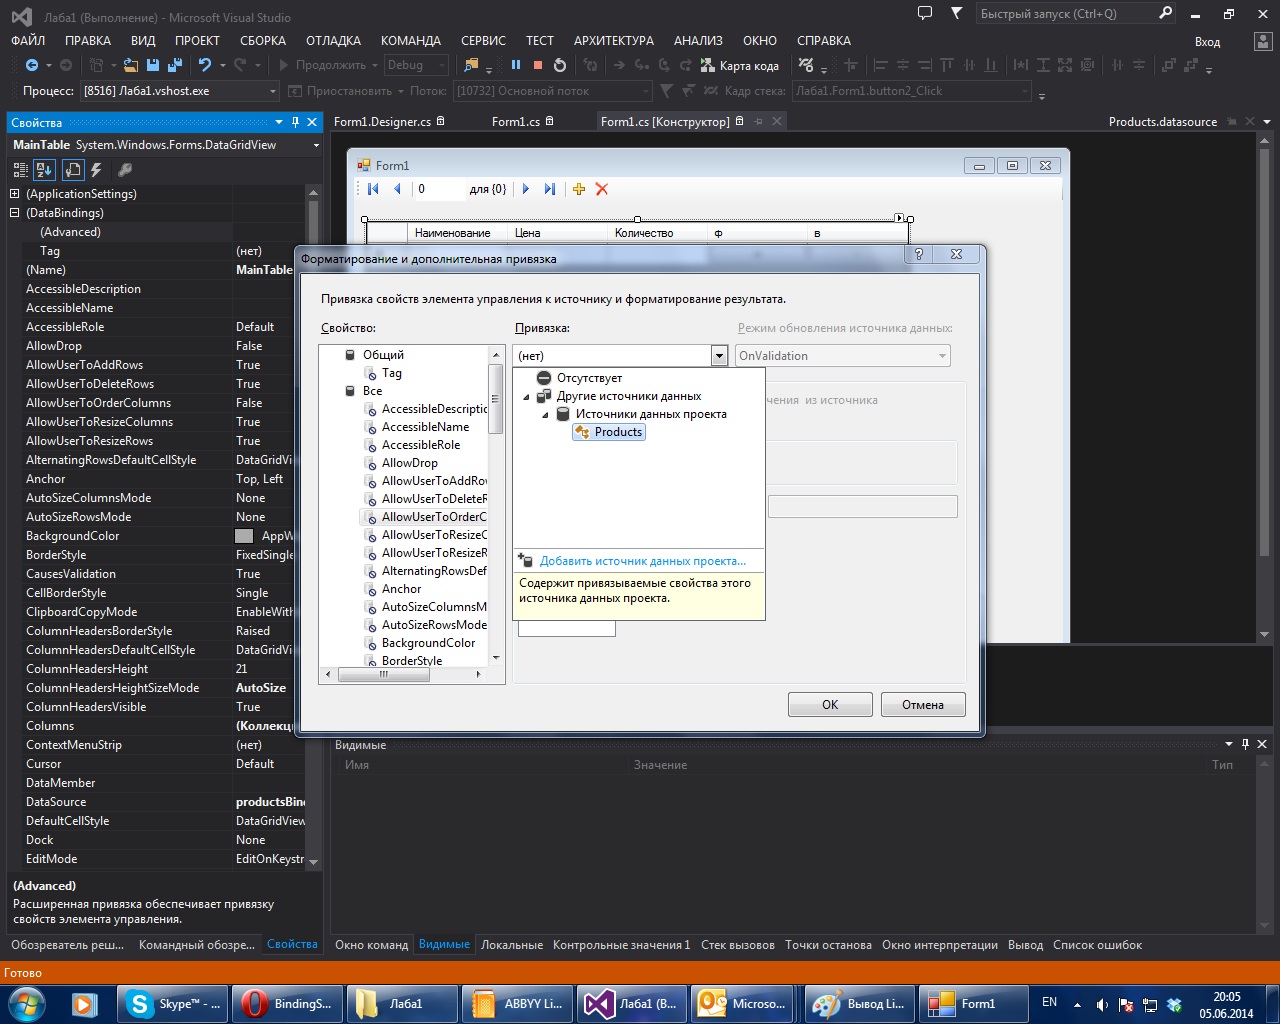 Лаба1 (Выполнение) - Microsoft Visual Studio
Быстрый запуск (Ctrl+Q)
ФАЙЛ ПРАВКА ВИД ПРОЕКТ СБОРКА ОТЛАДКА КОМАНДА СЕРВИС ТЕСТ АРХИТЕКТУРА АНАЛИЗ ОКНО СПРАВКА
Вход
Продолжить Debug Карта кода
Процесс: [8516] Лаба1.vshost.exe Приостановить Поток: [10732] Основной поток Кадр стека: Лаба1.Form1.button2_Click
Свойства
Form1.Designer.cs Form1.cs Form1.cs [Конструктор] Products.datasource
MainTable System.Windows.Forms.DataGridView
Form1
0 для {0}
Наименование Цена Количество ф в
(ApplicationSettings)
(DataBindings)
(Advanced)
Tag (нет)
(Name) MainTable
AccessibleDescription
AccessibleName
AccessibleRole Default
AllowDrop False
AllowUserToAddRows True
AllowUserToDeleteRows True
AllowUserToOrderColumns False
AllowUserToResizeColumns True
AllowUserToResizeRows True
AlternatingRowsDefaultCellStyle DataGridVi
Anchor Top, Left
AutoSizeColumnsMode None
AutoSizeRowsMode None
BackgroundColor AppW
BorderStyle FixedSingle
CausesValidation True
CellBorderStyle Single
ClipboardCopyMode EnableWith
ColumnHeadersBorderStyle Raised
ColumnHeadersDefaultCellStyle DataGridVi
ColumnHeadersHeight 21
ColumnHeadersHeightSizeMode AutoSize
ColumnHeadersVisible True
Columns (Коллекц
ContextMenuStrip (нет)
Cursor Default
DataMember
DataSource productsBin
DefaultCellStyle DataGridView
Dock None
EditMode EditOnKeystr
(Advanced)
Расширенная привязка обеспечивает привязку
свойств элемента управления.
Форматирование и дополнительная привязка
Привязка свойств элемента управления к источнику и форматирование результата.
Свойство: Привязка: Режим обновления источника данных:
(нет) OnValidation
Общий
Tag
Все
AccessibleDescriptic
AccessibleName
AccessibleRole
AllowDrop
AllowUserToAddRov
AllowUserToDeleteR
AllowUserToOrderC
AllowUserToResizeC
AllowUserToResizeR
AlternatingRowsDef
Anchor
AutoSizeColumnsM
AutoSizeRowsMode
BackgroundColor
BorderStyle
Отсутствует
Другие источники данных
Источники данных проекта
Products
Добавить источник данных проекта...
Содержит привязываемые свойства этого
источника данных проекта.
чения из источника
OK Отмена
Видимые
Имя Значение Тип
Обозреватель реш... Командный обозре... Свойства
Окно команд Видимые Локальные Контрольные значения 1 Стек вызовов Точки останова Окно интерпретации Вывод Список ошибок
Готово
Skype™ - ... BindingS... Лаба1 ABBYY Li... Лаба1 (В... Microso... Вывод Li... Form1
EN
20:05
05.06.2014